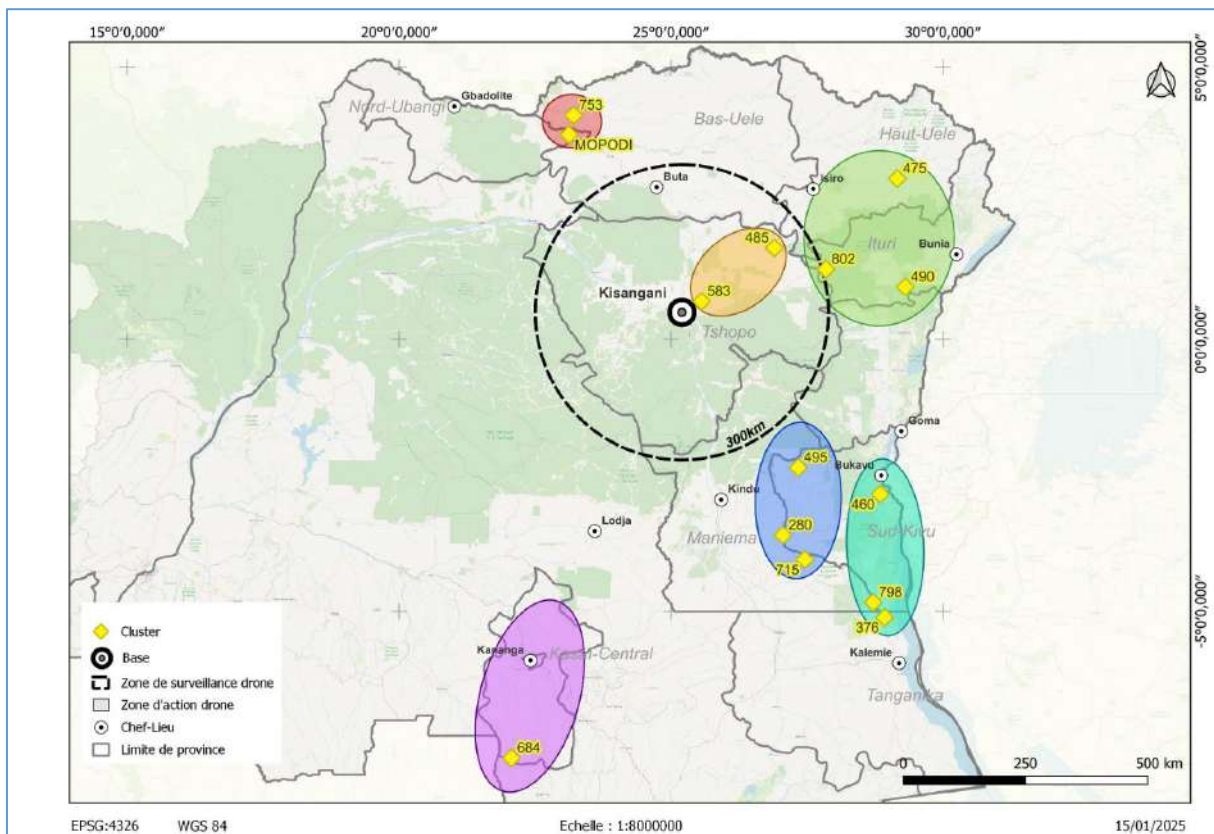 15°0′0,000″ 20°0′0,000″ 25°0′0,000″ 30°0′0,000″
5°0′0,000″
Gbadolite
Nord-Ubangi
753
MOPODI
Bas-Uele
Haut-Uele
475
Buta
Isiro
485
Ituri
Bunia
802
490
583
Kisangani
Tshopo
0°0′0,000″
300km
Goma
495
Bukavu
Kindu
460
Lodja
280
Sud-Kivu
Maniema
715
798
376
-5°0′0,000″
Kananga
Kasaï-Central
Kalemie
Tanganika
684
Cluster
Base
Zone de surveillance drone
Zone d'action drone
Chef-Lieu
Limite de province
0 250 500 km
EPSG:4326 WGS 84 Echelle : 1:8000000 15/01/2025